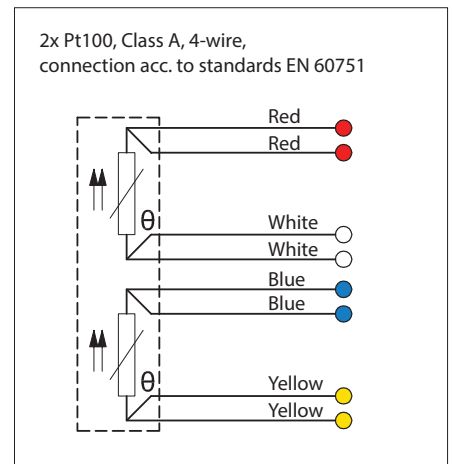 2x Pt100, Class A, 4-wire,
connection acc. to standards EN 60751
Red
Red
θ
White
White
Blue
Blue
θ
Yellow
Yellow